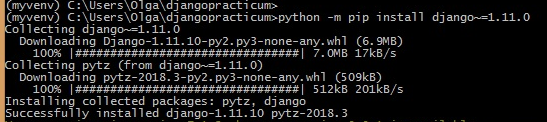 (myvenv) C:\Users\Olga\djangopracticum>
(myvenv) C:\Users\Olga\djangopracticum>python -m pip install django~=1.11.0
Collecting django~=1.11.0
Downloading Django-1.11.10-py2.py3-none-any.whl (6.9MB)
100% |################################| 7.0MB 17kB/s
Collecting pytz (from django~=1.11.0)
Downloading pytz-2018.3-py2.py3-none-any.whl (509kB)
100% |################################| 512kB 201kB/s
Installing collected packages: pytz, django
Successfully installed django-1.11.10 pytz-2018.3